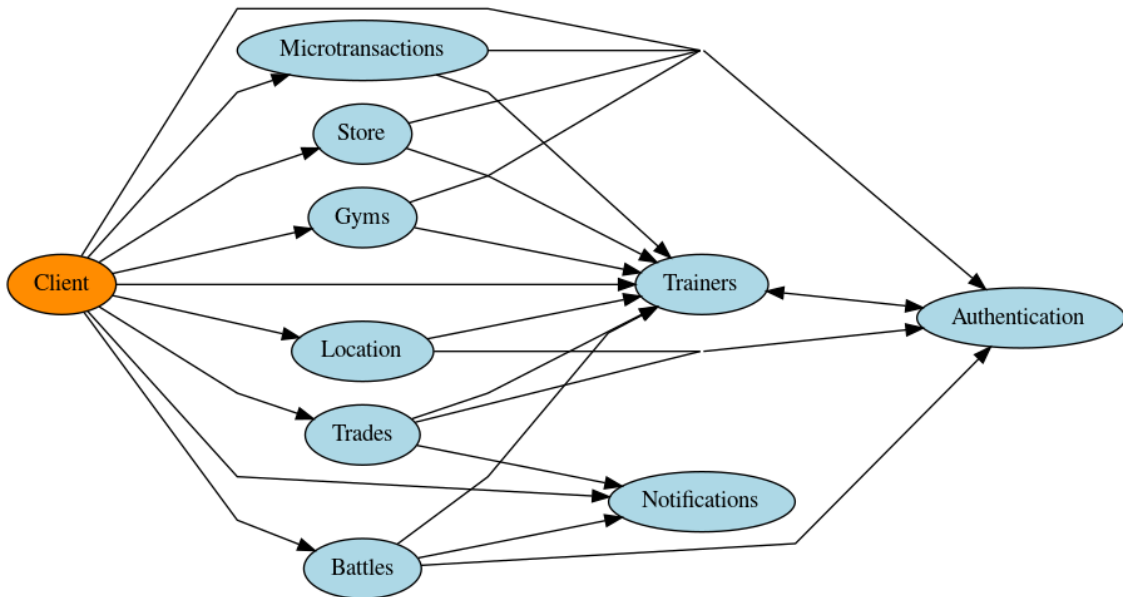 Microtransactions
Store
Gyms
Client
Trainers
Authentication
Location
Trades
Notifications
Battles